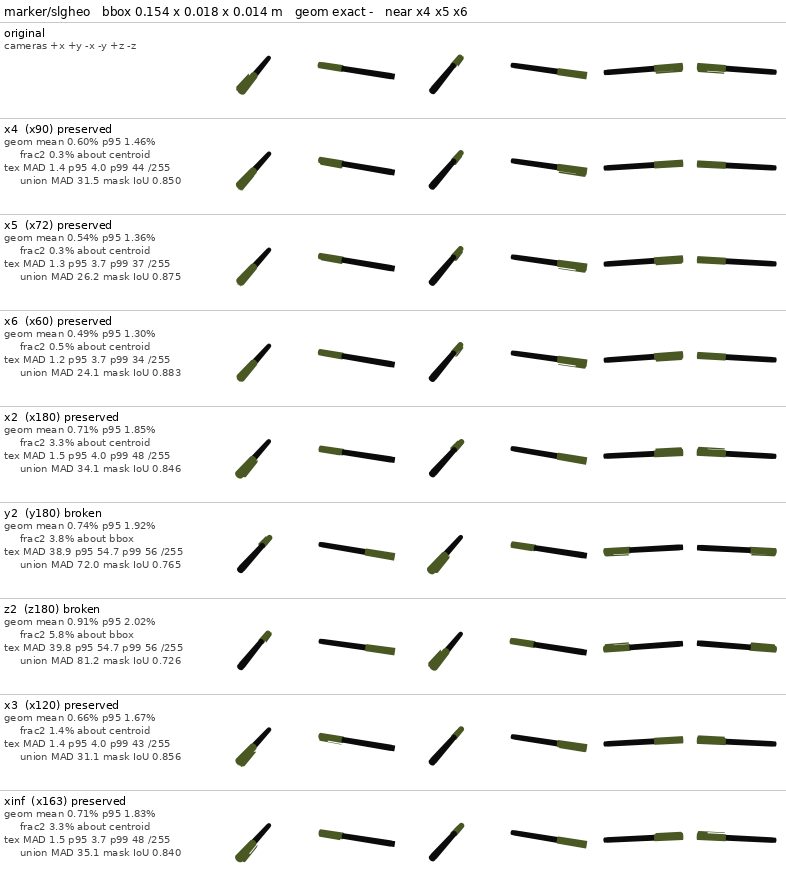 marker/slgheo bbox 0.154 x 0.018 x 0.014 m geom exact - near x4 x5 x6
original
cameras +x +y -x -y +z -z
x4 (x90) preserved
geom mean 0.60% p95 1.46%
frac2 0.3% about centroid
tex MAD 1.4 p95 4.0 p99 44 /255
union MAD 31.5 mask IoU 0.850
x5 (x72) preserved
geom mean 0.54% p95 1.36%
frac2 0.3% about centroid
tex MAD 1.3 p95 3.7 p99 37 /255
union MAD 26.2 mask IoU 0.875
x6 (x60) preserved
geom mean 0.49% p95 1.30%
frac2 0.5% about centroid
tex MAD 1.2 p95 3.7 p99 34 /255
union MAD 24.1 mask IoU 0.883
x2 (x180) preserved
geom mean 0.71% p95 1.85%
frac2 3.3% about centroid
tex MAD 1.5 p95 4.0 p99 48 /255
union MAD 34.1 mask IoU 0.846
y2 (y180) broken
geom mean 0.74% p95 1.92%
frac2 3.8% about bbox
tex MAD 38.9 p95 54.7 p99 56 /255
union MAD 72.0 mask IoU 0.765
z2 (z180) broken
geom mean 0.91% p95 2.02%
frac2 5.8% about bbox
tex MAD 39.8 p95 54.7 p99 56 /255
union MAD 81.2 mask IoU 0.726
x3 (x120) preserved
geom mean 0.66% p95 1.67%
frac2 1.4% about centroid
tex MAD 1.4 p95 4.0 p99 43 /255
union MAD 31.1 mask IoU 0.856
xinf (x163) preserved
geom mean 0.71% p95 1.83%
frac2 3.3% about centroid
tex MAD 1.5 p95 3.7 p99 48 /255
union MAD 35.1 mask IoU 0.840